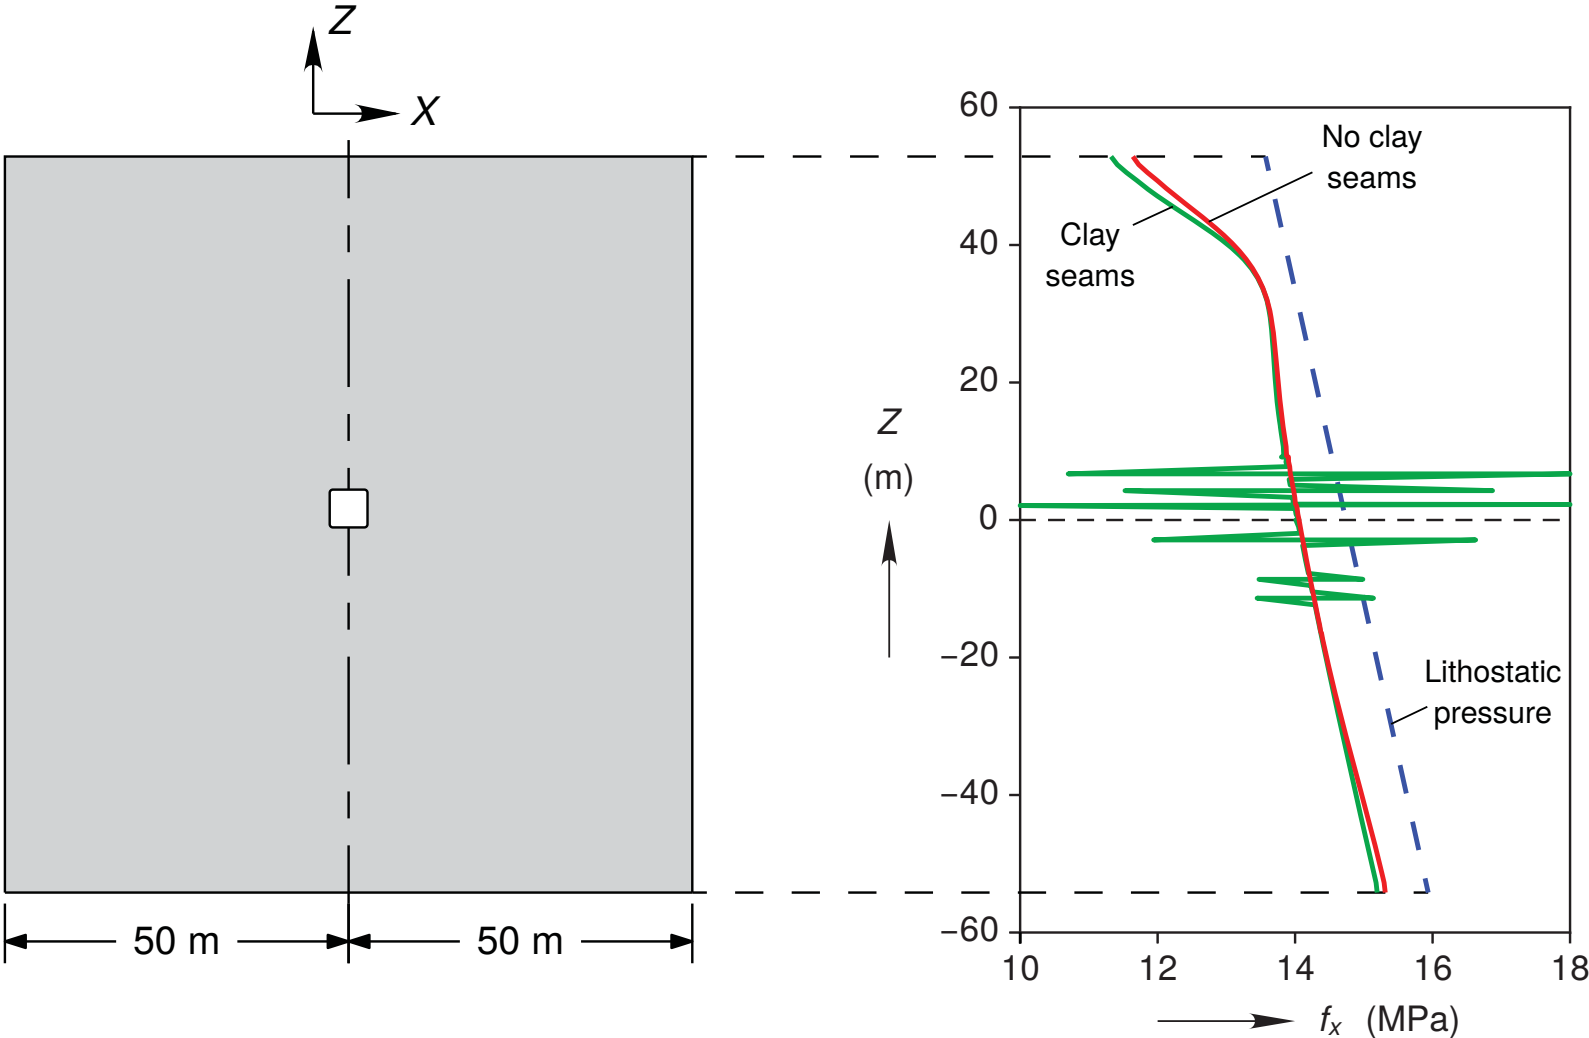 Z
X
50 m
50 m
60
40
20
0
−20
−40
−60
Z
(m)
No clay
seams
Clay
seams
Lithostatic
pressure
10
12
14
16
18
fx (MPa)